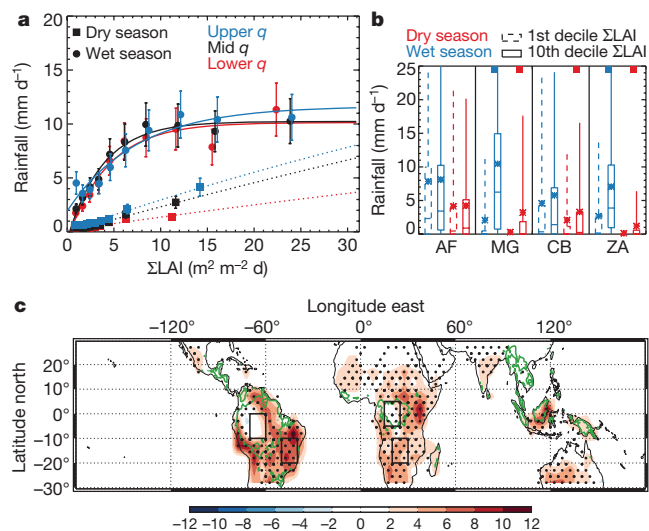 a
Dry season
Wet season
Upper q
Mid q
Lower q
Rainfall (mm d⁻¹)
20
15
10
5
0
0 5 10 15 20 25 30
ΣLAI (m² m⁻² d)
b
Dry season
Wet season
1st decile ΣLAI
10th decile ΣLAI
Rainfall (mm d⁻¹)
25
20
15
10
5
0
AF MG CB ZA
c
Longitude east
−120° −60° 0° 60° 120°
Latitude north
20°
10°
0°
−10°
−20°
−30°
−12 −10 −8 −6 −4 −2 0 2 4 6 8 10 12